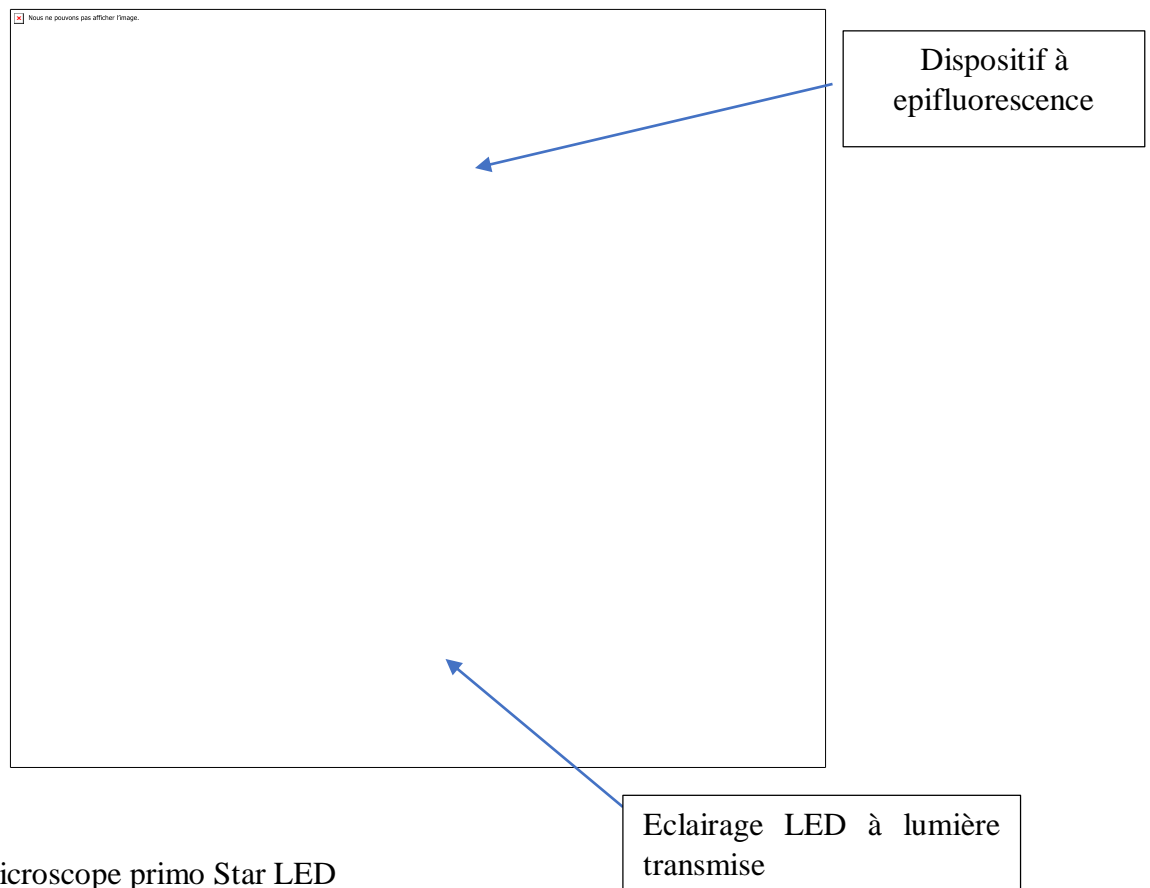 Nous ne pouvons pas afficher l'image.
Dispositif à
epifluorescence
Eclairage LED à lumière
transmise
icroscope primo Star LED